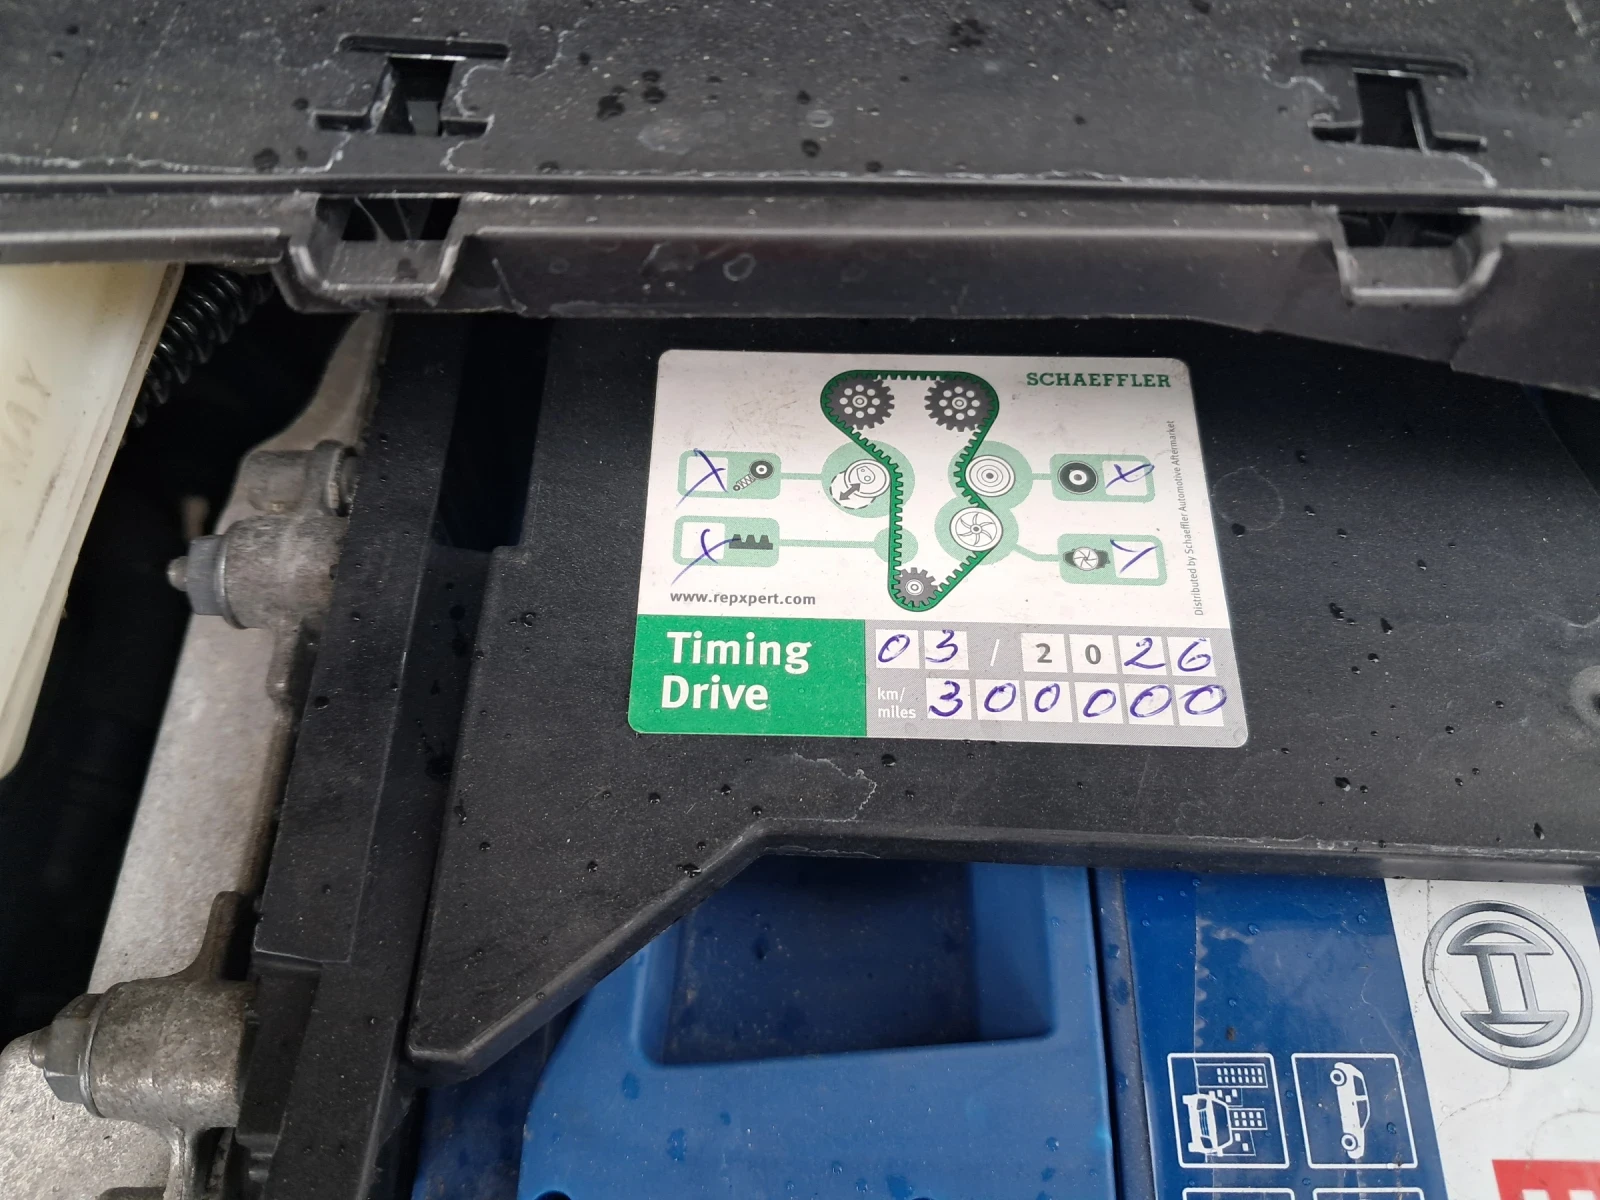 SCHAEFFLER
X
X
X
Y
www.repxpert.com
Distributed by Schaeffler Automotive Aftermarket
Timing
Drive
03 / 2026
km/
miles
300000